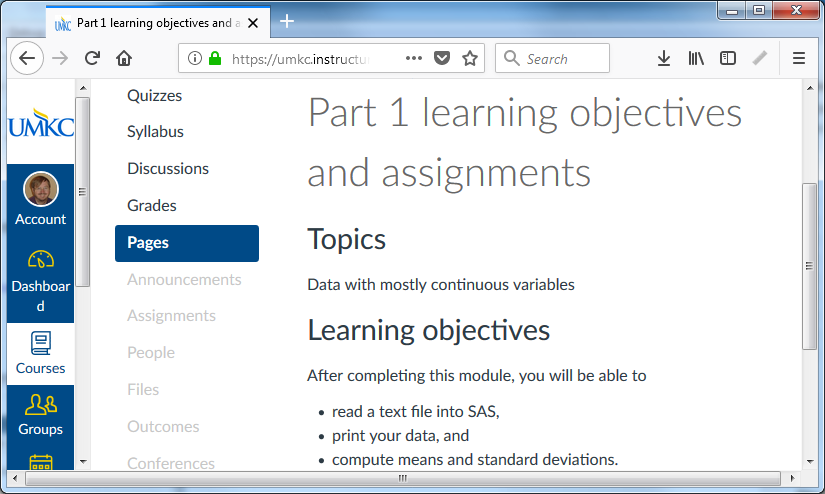 Part 1 learning objectives and a
https://umkc.instructu
Search
UMKC
Account
Dashboar
d
Courses
Groups
Quizzes
Syllabus
Discussions
Grades
Pages
Announcements
Assignments
People
Files
Outcomes
Conferences
Part 1 learning objectives
and assignments
Topics
Data with mostly continuous variables
Learning objectives
After completing this module, you will be able to
• read a text file into SAS,
• print your data, and
• compute means and standard deviations.